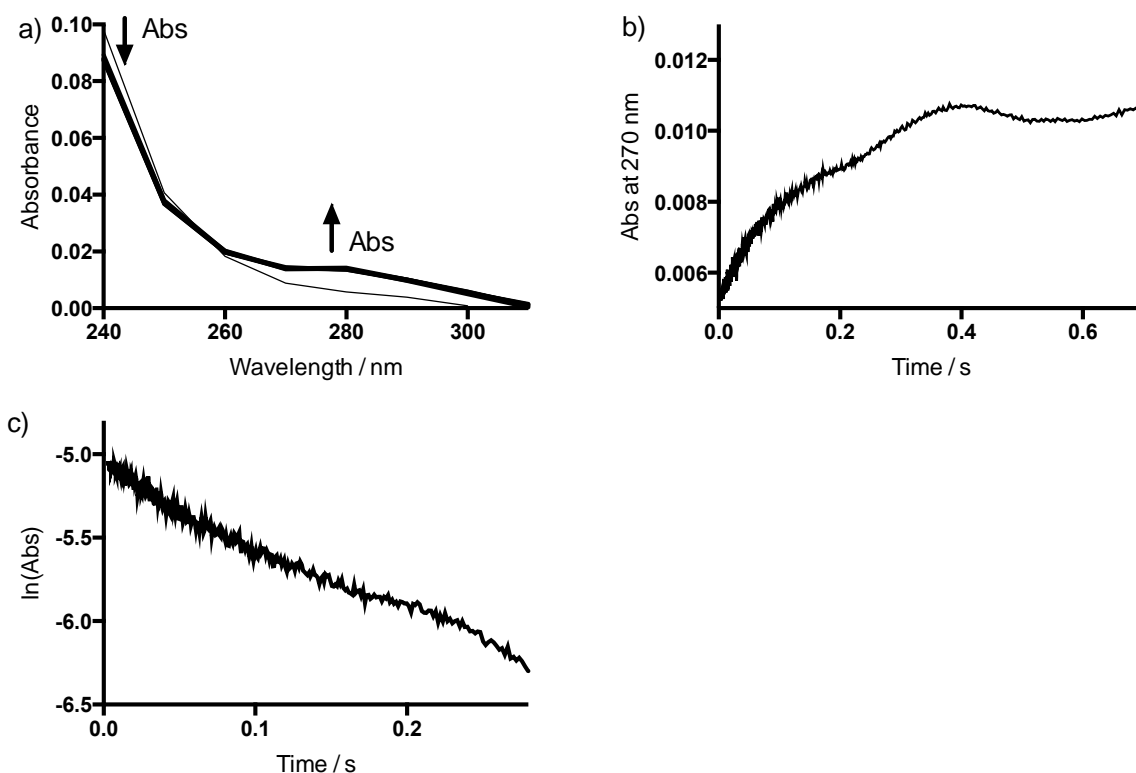 a)
Abs
0.10
0.08
0.06
0.04
0.02
0.00
Absorbance
Abs
240
260
280
300
Wavelength / nm
b)
0.012
0.010
0.008
0.006
Abs at 270 nm
0.0
0.2
0.4
0.6
Time / s
c)
-5.0
-5.5
-6.0
-6.5
ln(Abs)
0.0
0.1
0.2
Time / s